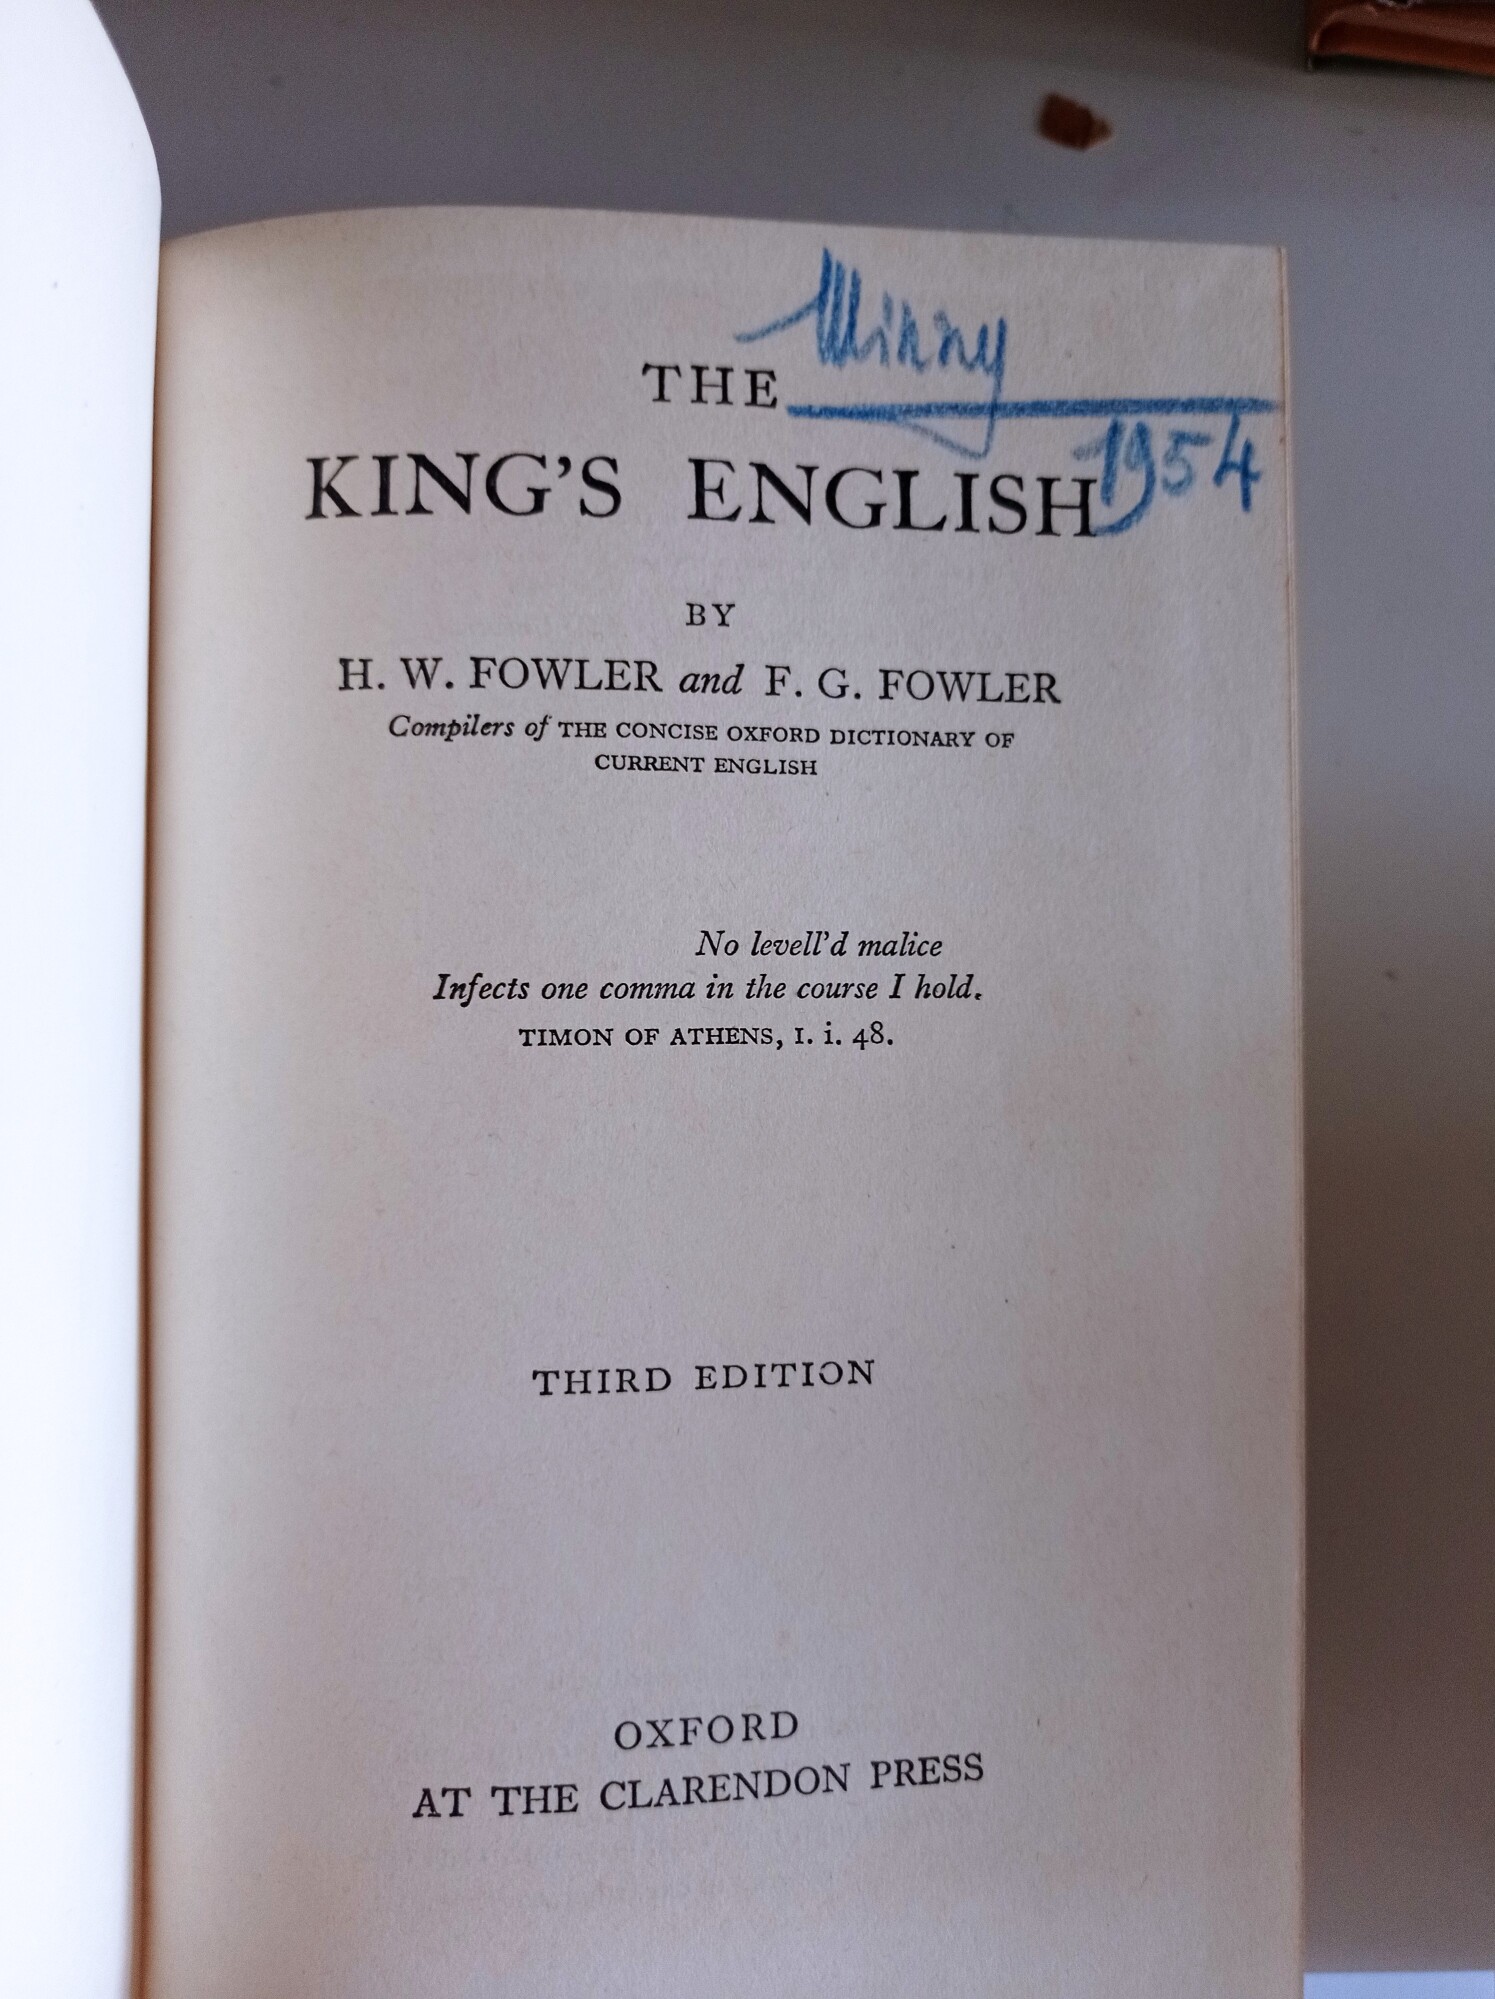 Minny
THE
1954
KING'S ENGLISH
BY
H. W. FOWLER and F. G. FOWLER
Compilers of THE CONCISE OXFORD DICTIONARY OF
CURRENT ENGLISH
No levell'd malice
Infects one comma in the course I hold.
TIMON OF ATHENS, I. i. 48.
THIRD EDITION
OXFORD
AT THE CLARENDON PRESS